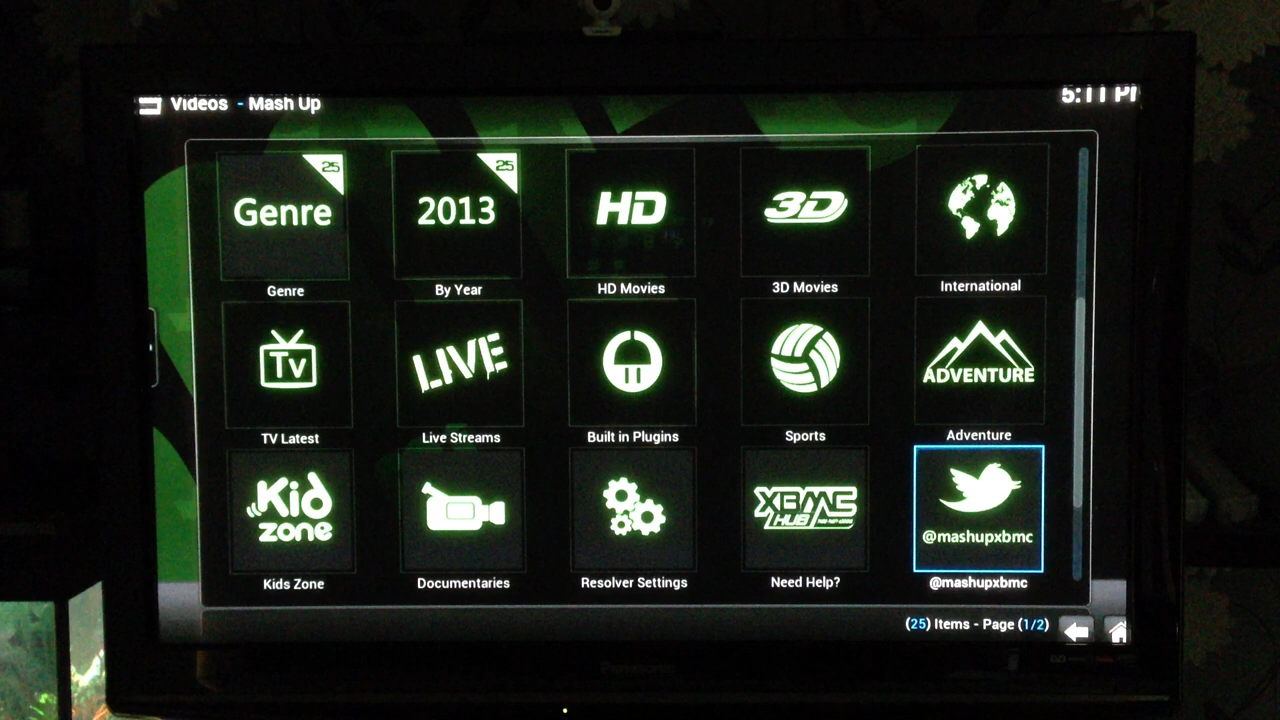 Videos - Mash Up
5:11 PM
25
25
Genre
2013
HD
3D
Genre
By Year
HD Movies
3D Movies
International
Tv
LIVE
ADVENTURE
TV Latest
Live Streams
Built in Plugins
Sports
Adventure
Kid
zone
XBMC
HUB
@mashupxbmc
Kids Zone
Documentaries
Resolver Settings
Need Help?
@mashupxbmc
(25) Items - Page (1/2)
Panasonic